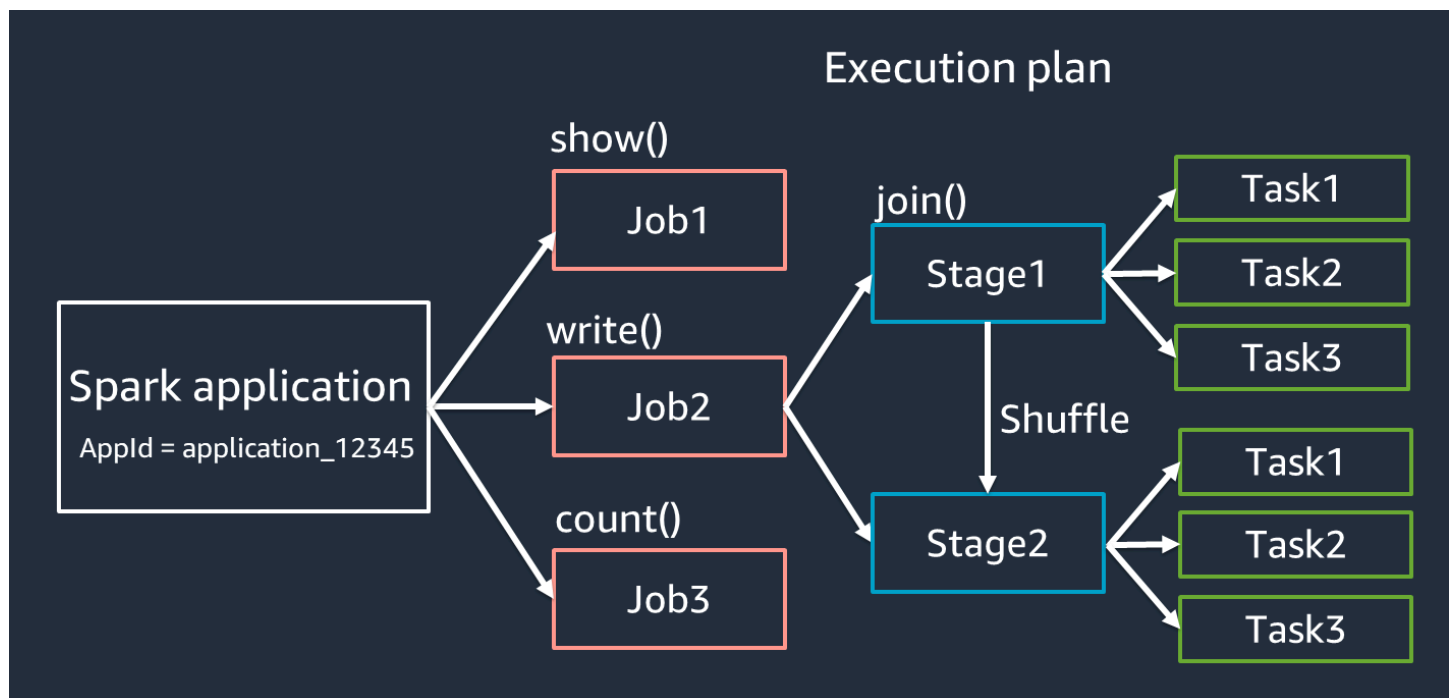 Execution plan
show()
Job1
write()
Job2
count()
Job3
Spark application
AppId = application_12345
join()
Stage1
Shuffle
Stage2
Task1
Task2
Task3
Task1
Task2
Task3